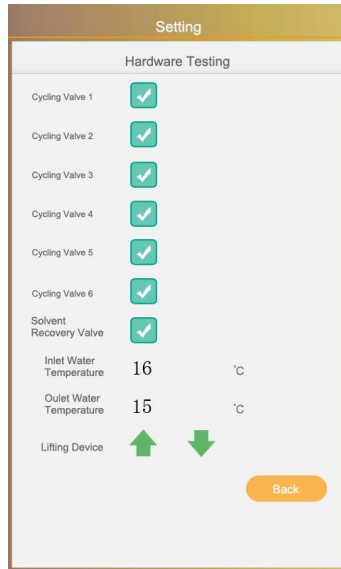 Setting
Hardware Testing
Cycling Valve 1
Cycling Valve 2
Cycling Valve 3
Cycling Valve 4
Cycling Valve 5
Cycling Valve 6
Solvent
Recovery Valve
Inlet Water
Temperature 16 °C
Oulet Water
Temperature 15 °C
Lifting Device
Back